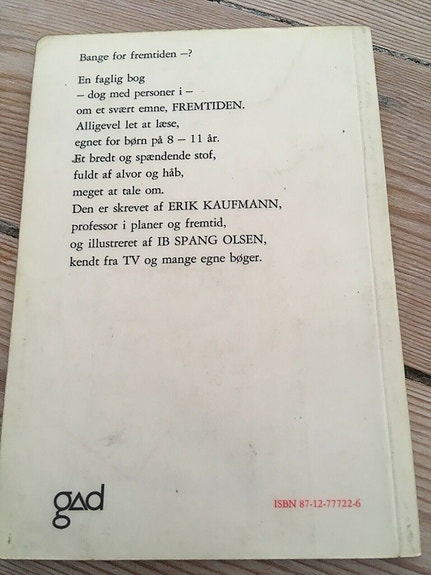 Bange for fremtiden –?
En faglig bog
– dog med personer i –
om et svært emne, FREMTIDEN.
Alligevel let at læse,
egnet for børn på 8 – 11 år.
Et bredt og spændende stof,
fuldt af alvor og håb,
meget at tale om.
Den er skrevet af ERIK KAUFMANN,
professor i planer og fremtid,
og illustreret af IB SPANG OLSEN,
kendt fra TV og mange egne bøger.
gad
ISBN 87-12-77722-6